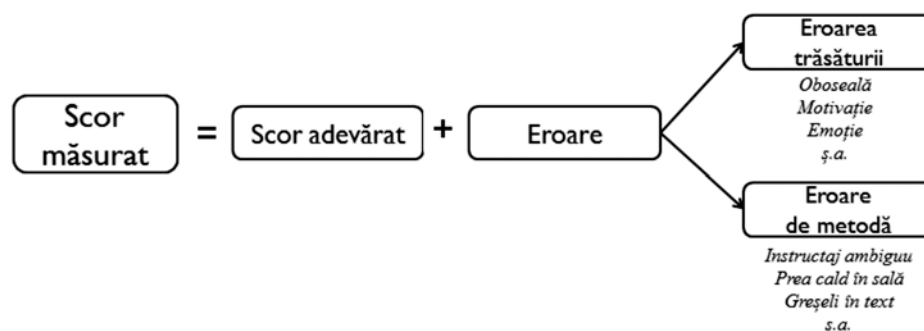 Scor
măsurat
=
Scor adevărat
+
Eroare
Eroarea
trăsăturii
Oboseală
Motivație
Emoție
ș.a.
Eroare
de metodă
Instructaj ambiguu
Prea cald în sală
Greșeli în text
ș.a.